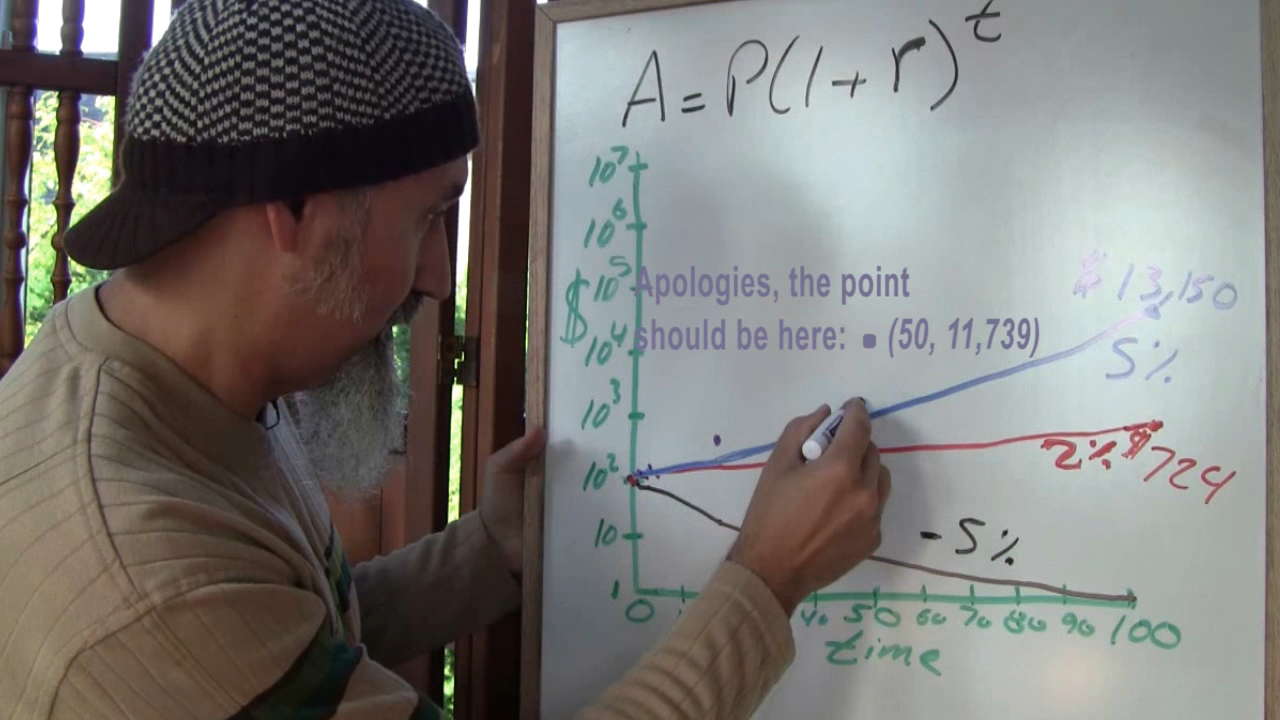 A = P(1 + r)^t
10^7
10^6
$ 10^5
Apologies, the point
$ 13,150
should be here: • (50, 11,739)
10^4
5%
10^3
10^2
2% $724
10
-5%
1
0 40 50 60 70 80 90 100
time